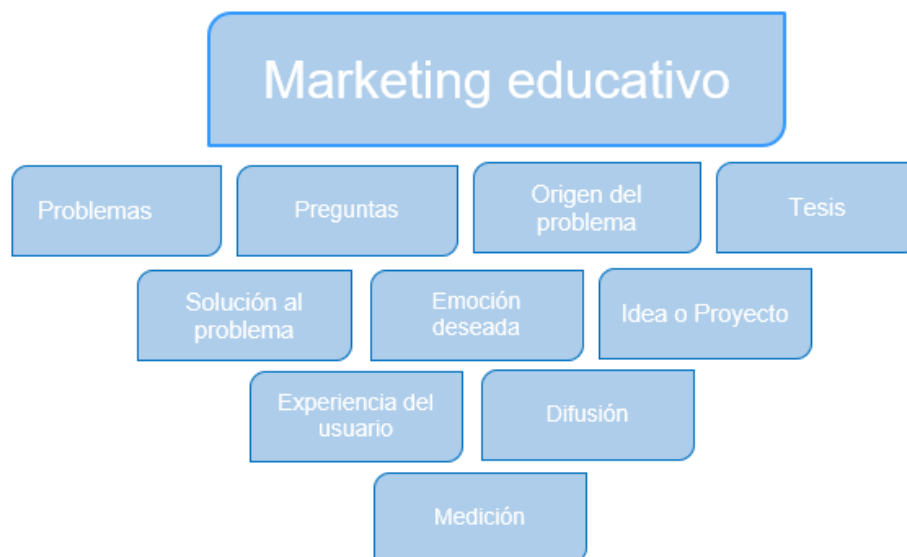 Marketing educativo
Problemas
Preguntas
Origen del
problema
Tesis
Solución al
problema
Emoción
deseada
Idea o Proyecto
Experiencia del
usuario
Difusión
Medición